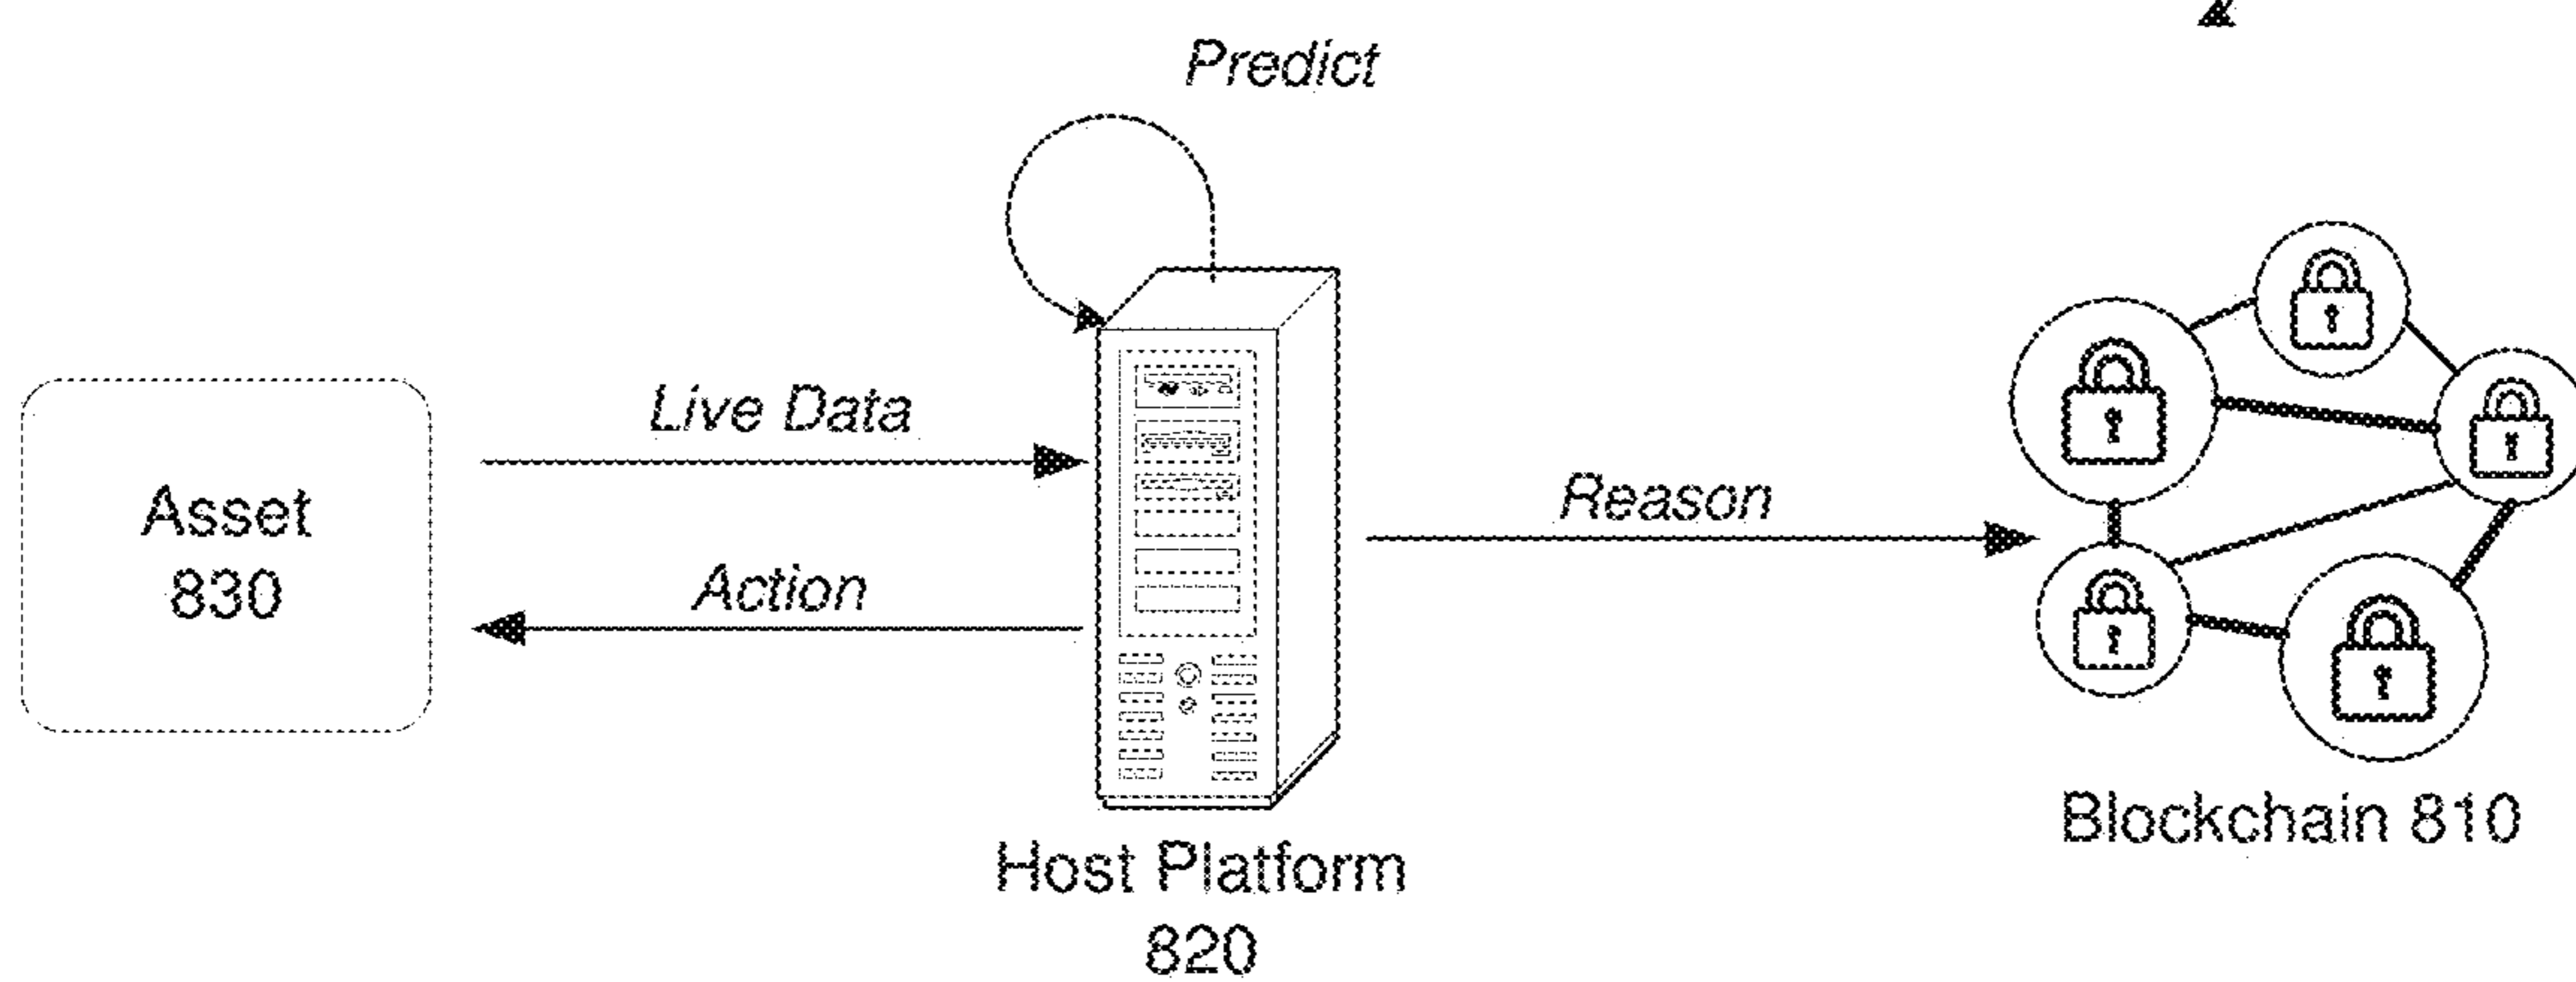 Predict
Live Data
Asset
830
Action
Reason
Host Platform
820
Blockchain 810